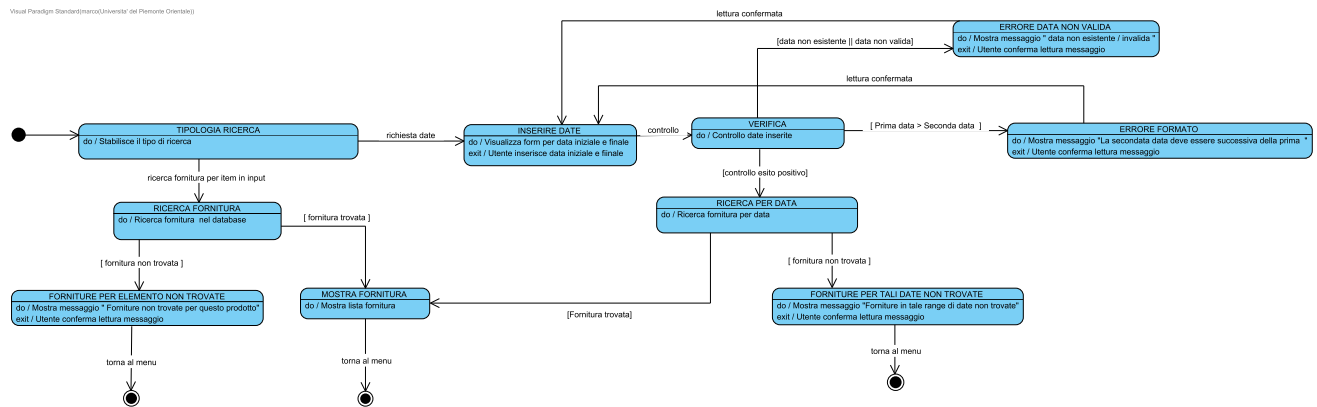 Visual Paradigm Standard(marco(Universita' del Piemonte Orientale))
lettura confermata
ERRORE DATA NON VALIDA
do / Mostra messaggio " data non esistente / invalida "
exit / Utente conferma lettura messaggio
[data non esistente || data non valida]
lettura confermata
TIPOLOGIA RICERCA
do / Stabilisce il tipo di ricerca
richiesta date
INSERIRE DATE
do / Visualizza form per data iniziale e finale
exit / Utente inserisce data iniziale e fiinale
controllo
VERIFICA
do / Controllo date inserite
[ Prima data > Seconda data ]
ERRORE FORMATO
do / Mostra messaggio "La secondata data deve essere successiva della prima "
exit / Utente conferma lettura messaggio
ricerca fornitura per item in input
[controllo esito positivo]
RICERCA FORNITURA
do / Ricerca fornitura nel database
[ fornitura trovata ]
RICERCA PER DATA
do / Ricerca fornitura per data
[ fornitura non trovata ]
[ fornitura non trovata ]
FORNITURE PER ELEMENTO NON TROVATE
do / Mostra messaggio " Forniture non trovate per questo prodotto"
exit / Utente conferma lettura messaggio
MOSTRA FORNITURA
do / Mostra lista fornitura
[Fornitura trovata]
FORNITURE PER TALI DATE NON TROVATE
do / Mostra messaggio "Forniture in tale range di date non trovate"
exit / Utente conferma lettura messaggio
torna al menu
torna al menu
torna al menu